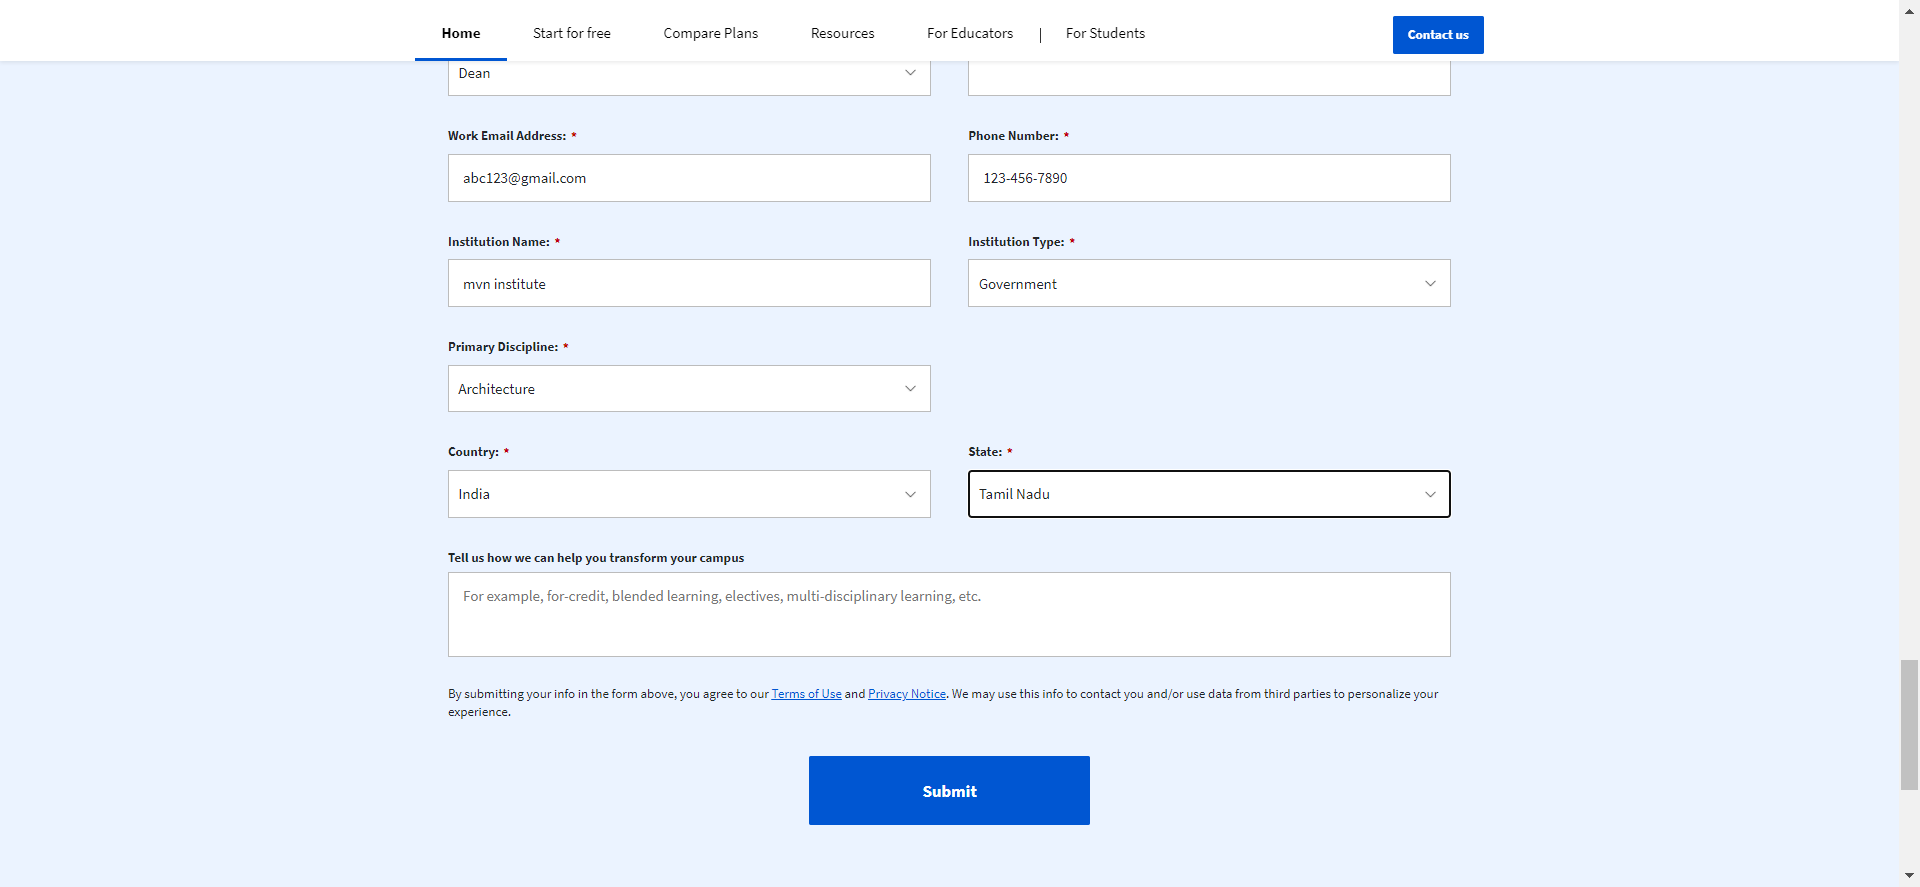 Home Start for free Compare Plans Resources For Educators | For Students Contact us
Dean
Work Email Address: * Phone Number: *
abc123@gmail.com 123-456-7890
Institution Name: * Institution Type: *
mvn institute Government
Primary Discipline: *
Architecture
Country: * State: *
India Tamil Nadu
Tell us how we can help you transform your campus
For example, for-credit, blended learning, electives, multi-disciplinary learning, etc.
By submitting your info in the form above, you agree to our Terms of Use and Privacy Notice. We may use this info to contact you and/or use data from third parties to personalize your
experience.
Submit